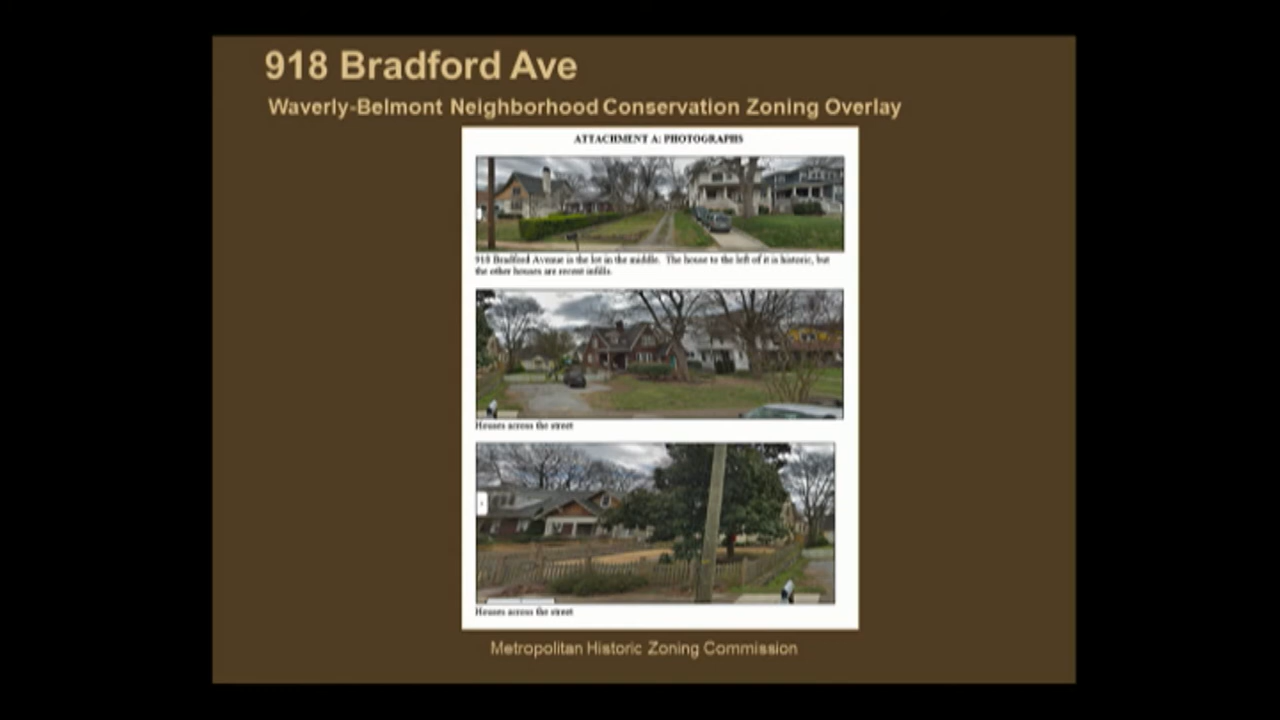 918 Bradford Ave
Waverly-Belmont Neighborhood Conservation Zoning Overlay
ATTACHMENT A: PHOTOGRAPHS
918 Bradford Avenue is the lot in the middle. The house to the left of it is historic, but
the other houses are recent infills.
Houses across the street
Houses across the street
Metropolitan Historic Zoning Commission